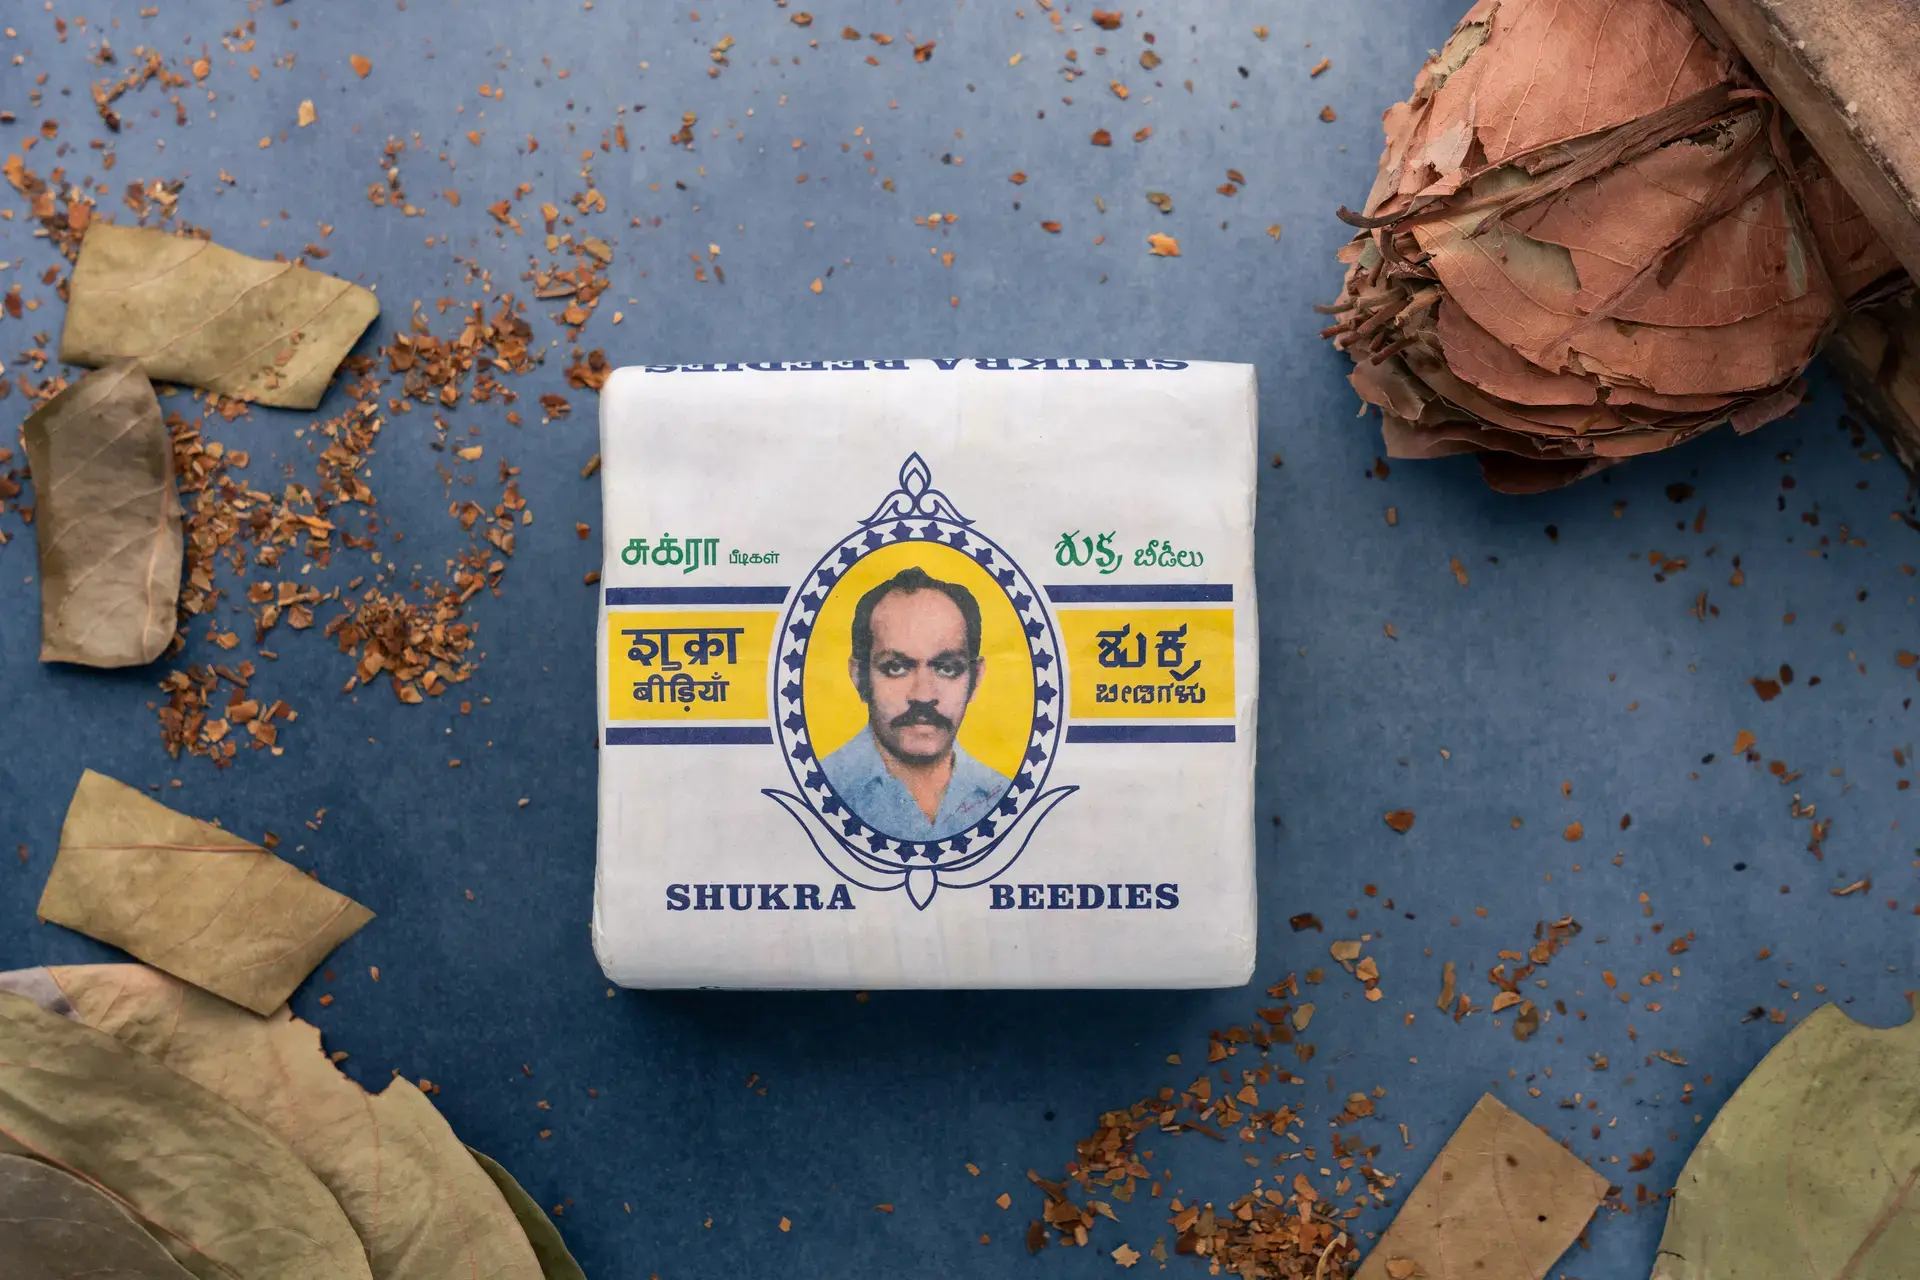 SHUKRA BEEDIES
சுக்ரா பீடிகள்
శుక్ర బీడీలు
शुक्रा
बीड़ियाँ
ಶುಕ್ರ
ಬೀಡಿಗಳು
SHUKRA BEEDIES